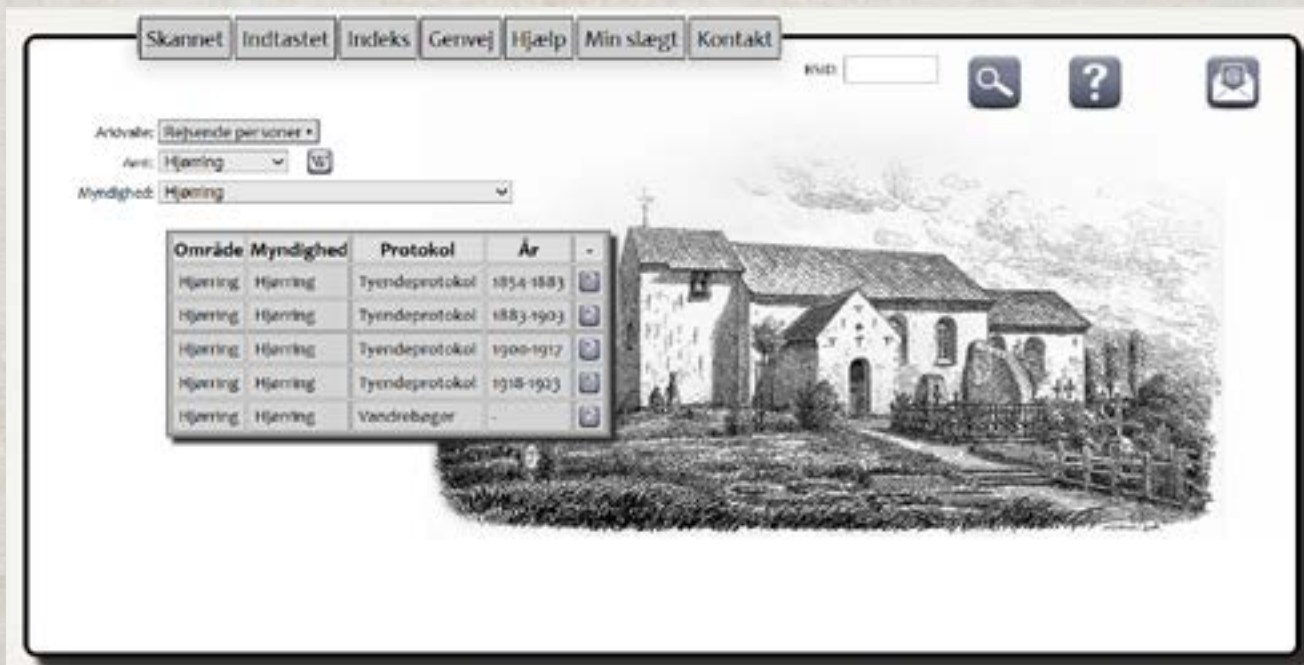 Skannet Indtastet Indeks Genvej Hjælp Min slægt Kontakt
Arkivalie: Rejsende personer
Amt: Hjørring W
Myndighed: Hjørring
Område Myndighed Protokol År -
Hjørring Hjørring Tyendeprotokol 1854-1883
Hjørring Hjørring Tyendeprotokol 1883-1903
Hjørring Hjørring Tyendeprotokol 1900-1917
Hjørring Hjørring Tyendeprotokol 1918-1923
Hjørring Hjørring Vandrebøger -